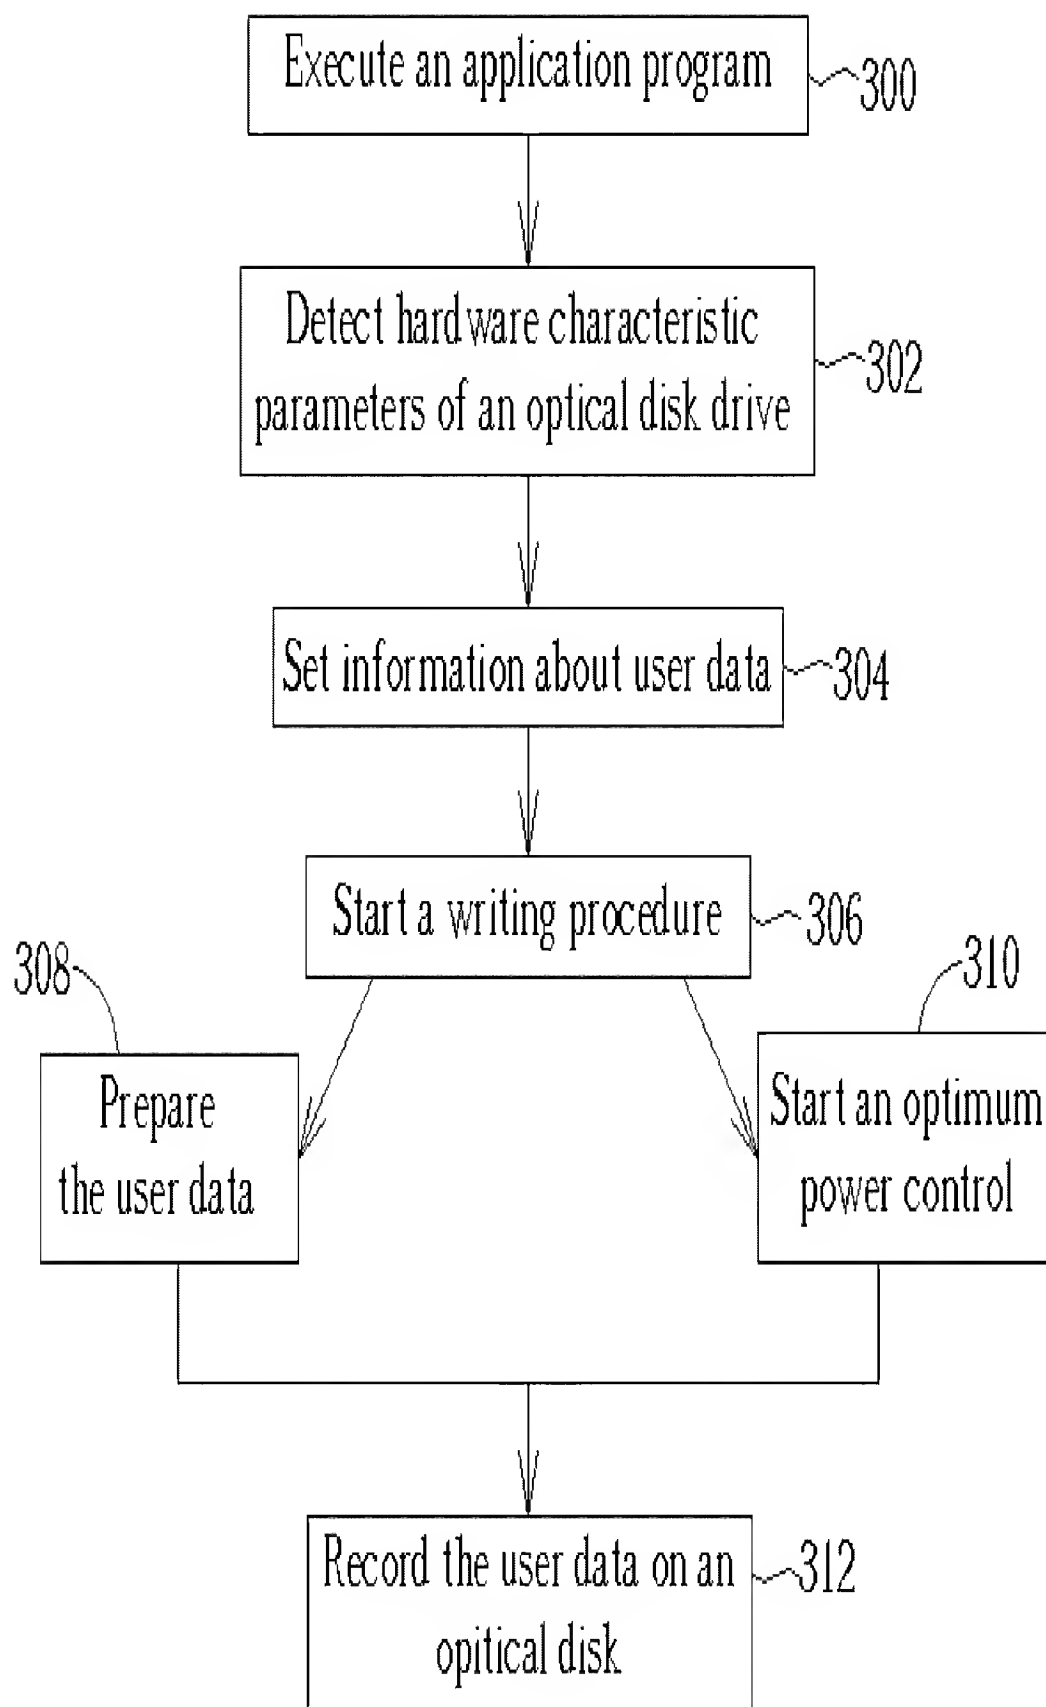 Execute an application program
300
Detect hardware characteristic
parameters of an optical disk drive
302
Set information about user data
304
Start a writing procedure
306
308
310
Prepare
the user data
Start an optimum
power control
Record the user data on an
opitical disk
312